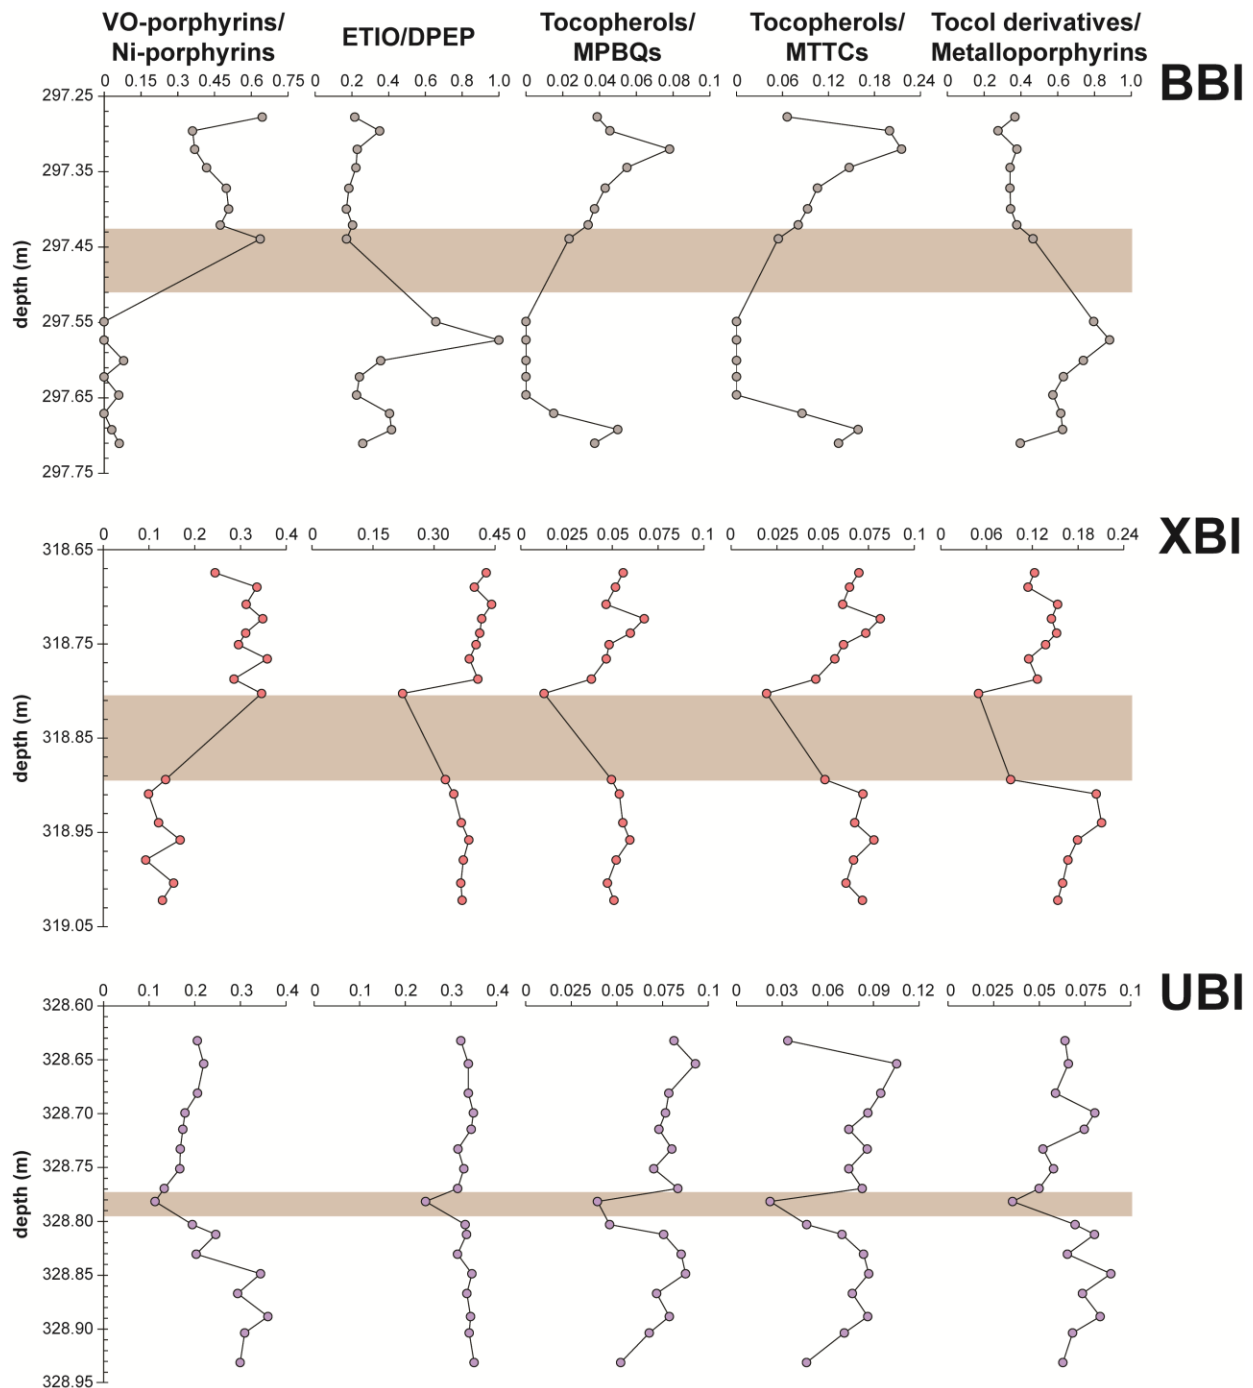 VO-porphyrins/ Tocopherols/ Tocopherols/ Tocol derivatives/
Ni-porphyrins ETIO/DPEP MPBQs MTTCs Metalloporphyrins
0 0.15 0.3 0.45 0.6 0.75 0 0.2 0.4 0.6 0.8 1.0 0 0.02 0.04 0.06 0.08 0.1 0 0.06 0.12 0.18 0.24 0 0.2 0.4 0.6 0.8 1.0
BBI
297.25
297.35
297.45
297.55
297.65
297.75
depth (m)
XBI
0 0.1 0.2 0.3 0.4 0 0.15 0.30 0.45 0 0.025 0.05 0.075 0.1 0 0.025 0.05 0.075 0.1 0 0.06 0.12 0.18 0.24
318.65
318.75
318.85
318.95
319.05
depth (m)
UBI
0 0.1 0.2 0.3 0.4 0 0.2 0.3 0.4 0 0.025 0.05 0.075 0.1 0 0.03 0.06 0.09 0.12 0 0.025 0.05 0.075 0.1
328.60
328.65
328.70
328.75
328.80
328.85
328.90
328.95
depth (m)